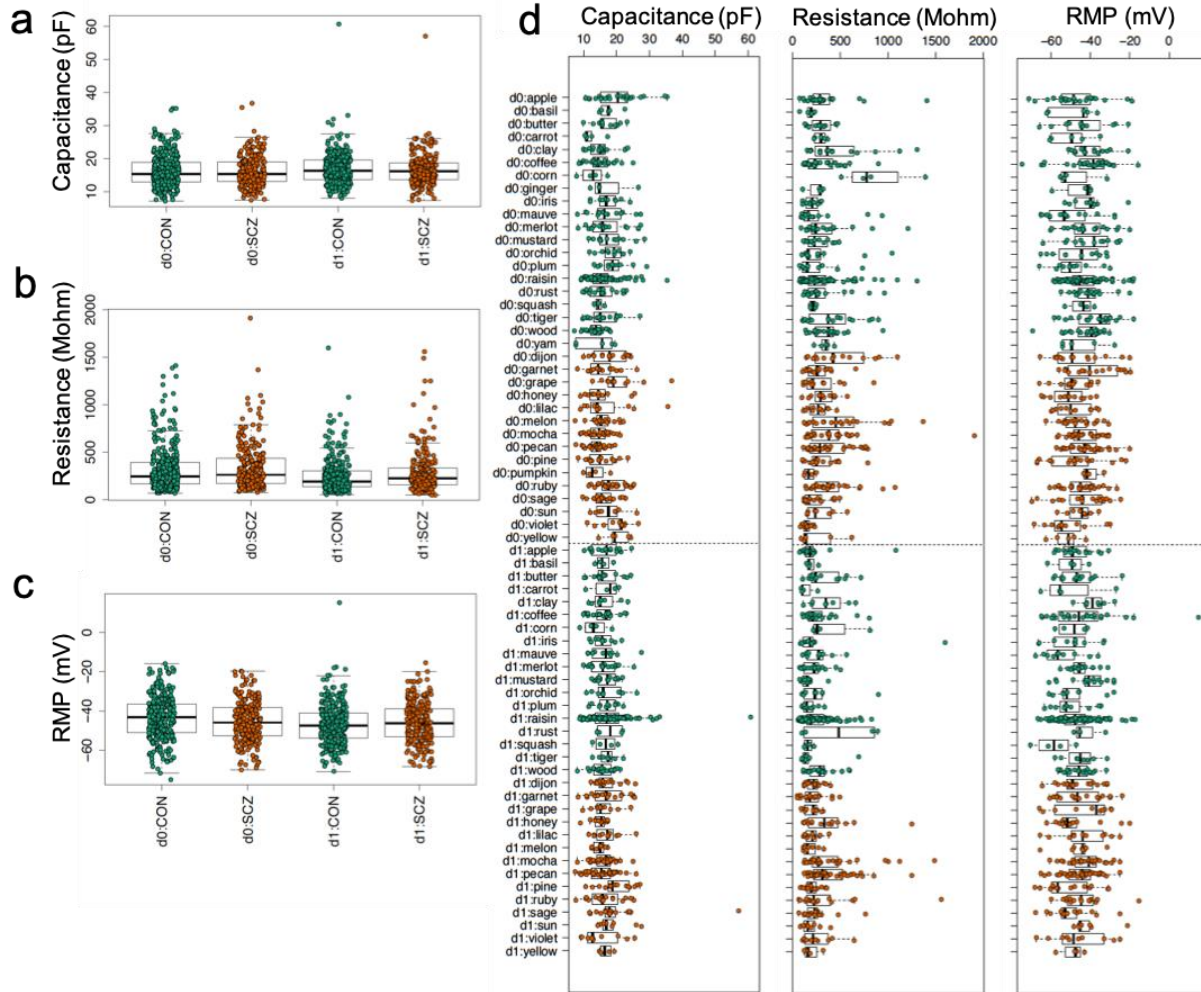 a
Capacitance (pF)
60
50
40
30
20
10
d0:CON
d0:SCZ
d1:CON
d1:SCZ
b
Resistance (Mohm)
2000
1500
1000
500
0
d0:CON
d0:SCZ
d1:CON
d1:SCZ
c
RMP (mV)
0
−20
−40
−60
d0:CON
d0:SCZ
d1:CON
d1:SCZ
d
Capacitance (pF) Resistance (Mohm) RMP (mV)
10 20 30 40 50 60 0 500 1000 1500 2000 −60 −40 −20 0
d0:apple
d0:basil
d0:butter
d0:carrot
d0:clay
d0:coffee
d0:corn
d0:ginger
d0:iris
d0:mauve
d0:merlot
d0:mustard
d0:orchid
d0:plum
d0:raisin
d0:rust
d0:squash
d0:tiger
d0:wood
d0:yam
d0:dijon
d0:garnet
d0:grape
d0:honey
d0:lilac
d0:melon
d0:mocha
d0:pecan
d0:pine
d0:pumpkin
d0:ruby
d0:sage
d0:sun
d0:violet
d0:yellow
d1:apple
d1:basil
d1:butter
d1:carrot
d1:clay
d1:coffee
d1:corn
d1:iris
d1:mauve
d1:merlot
d1:mustard
d1:orchid
d1:plum
d1:raisin
d1:rust
d1:squash
d1:tiger
d1:wood
d1:dijon
d1:garnet
d1:grape
d1:honey
d1:lilac
d1:melon
d1:mocha
d1:pecan
d1:pine
d1:ruby
d1:sage
d1:sun
d1:violet
d1:yellow